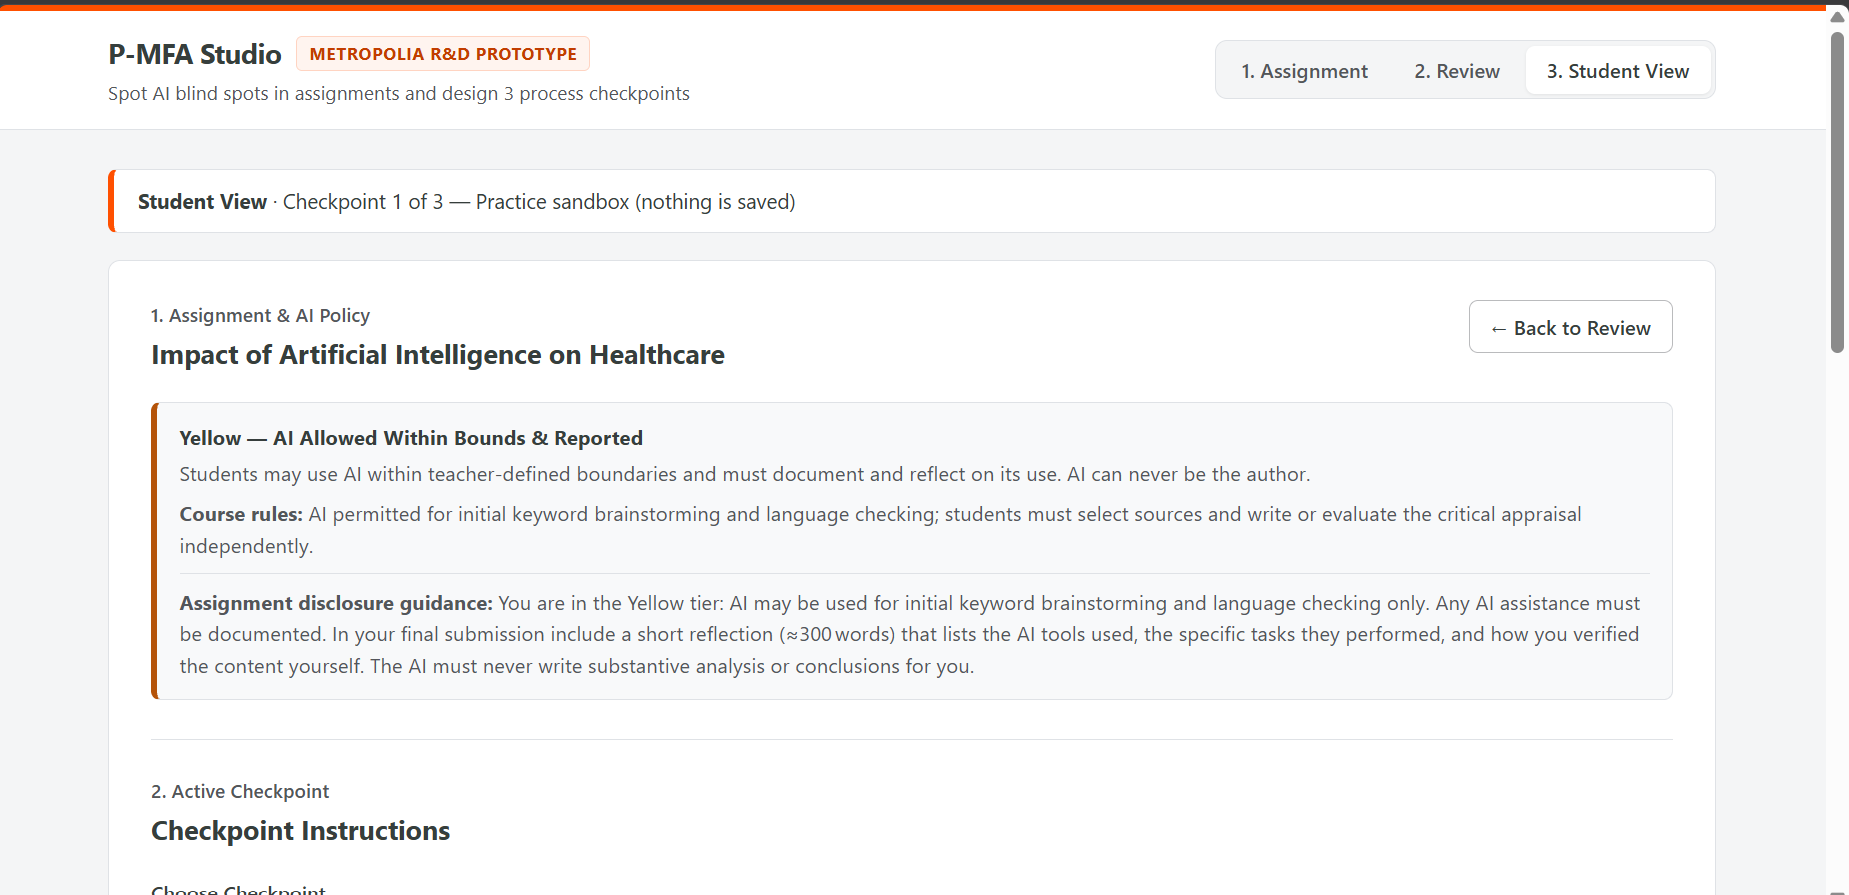 P-MFA Studio
METROPOLIA R&D PROTOTYPE
Spot AI blind spots in assignments and design 3 process checkpoints
1. Assignment
2. Review
3. Student View
Student View · Checkpoint 1 of 3 — Practice sandbox (nothing is saved)
1. Assignment & AI Policy
Impact of Artificial Intelligence on Healthcare
← Back to Review
Yellow — AI Allowed Within Bounds & Reported
Students may use AI within teacher-defined boundaries and must document and reflect on its use. AI can never be the author.
Course rules: AI permitted for initial keyword brainstorming and language checking; students must select sources and write or evaluate the critical appraisal
independently.
Assignment disclosure guidance: You are in the Yellow tier: AI may be used for initial keyword brainstorming and language checking only. Any AI assistance must
be documented. In your final submission include a short reflection (≈300 words) that lists the AI tools used, the specific tasks they performed, and how you verified
the content yourself. The AI must never write substantive analysis or conclusions for you.
2. Active Checkpoint
Checkpoint Instructions
Choose Checkpoint